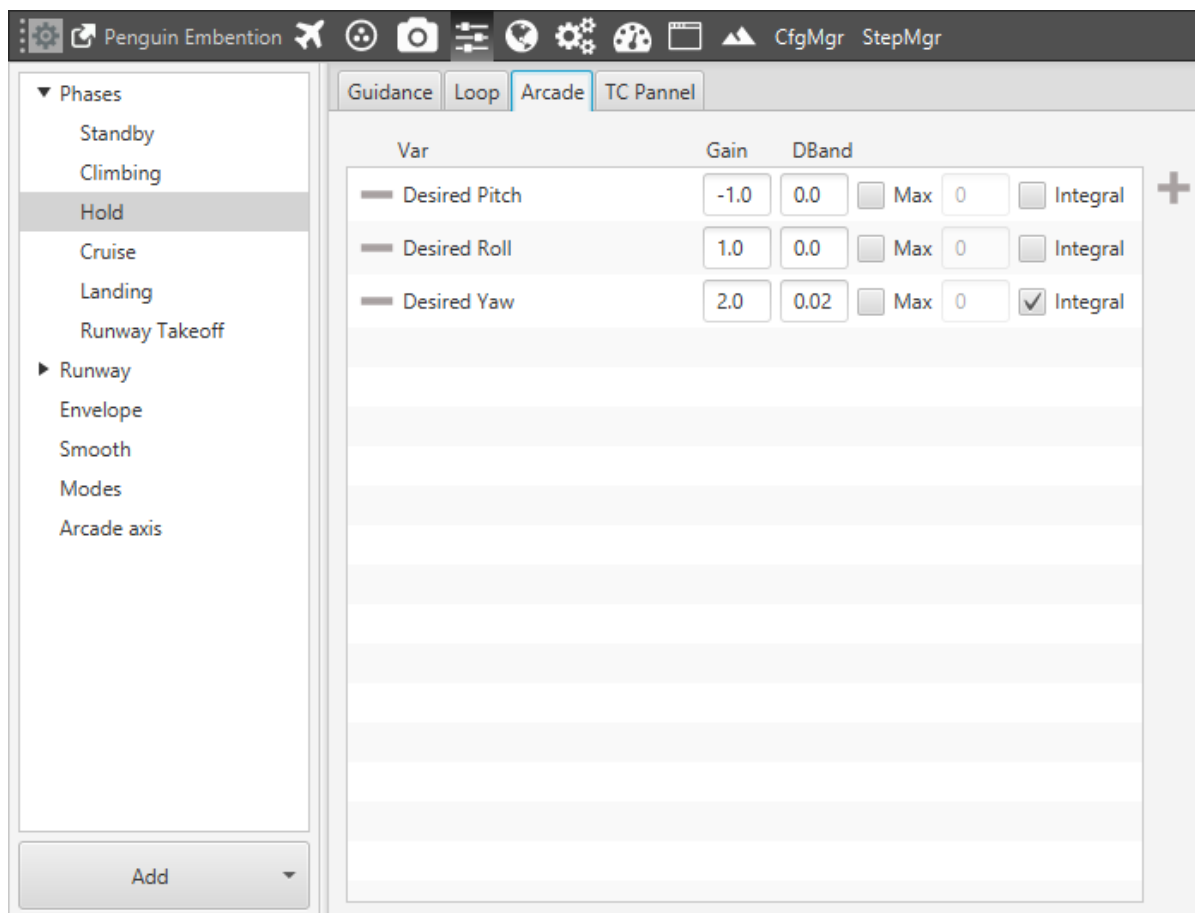 Penguin Embention CfgMgr StepMgr
Phases
Standby
Climbing
Hold
Cruise
Landing
Runway Takeoff
Runway
Envelope
Smooth
Modes
Arcade axis
Add
Guidance Loop Arcade TC Pannel
Var Gain DBand
Desired Pitch -1.0 0.0 Max 0 Integral
Desired Roll 1.0 0.0 Max 0 Integral
Desired Yaw 2.0 0.02 Max 0 Integral